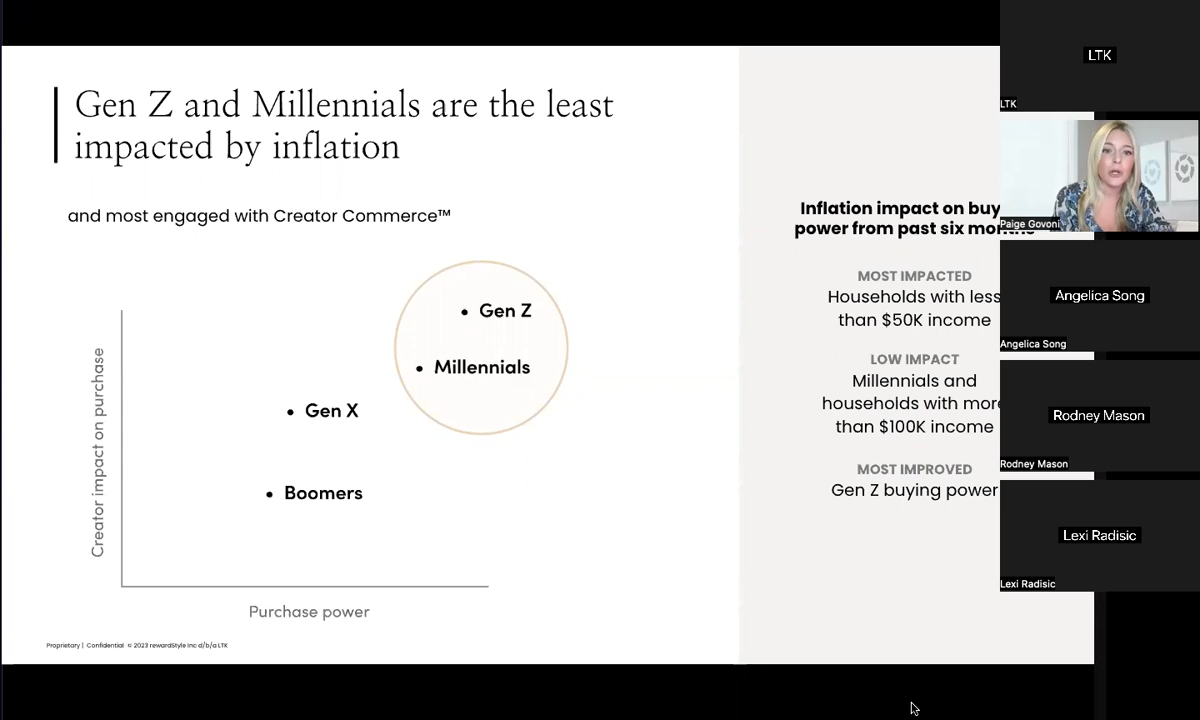 Gen Z and Millennials are the least
impacted by inflation
and most engaged with Creator Commerce™
Creator impact on purchase
Gen Z
Millennials
Gen X
Boomers
Purchase power
Proprietary | Confidential © 2023 rewardStyle Inc d/b/a LTK
Inflation impact on buy
power from past six months
MOST IMPACTED
Households with less
than $50K income
LOW IMPACT
Millennials and
households with more
than $100K income
MOST IMPROVED
Gen Z buying power
LTK
LTK
Paige Govoni
Angelica Song
Angelica Song
Rodney Mason
Rodney Mason
Lexi Radisic
Lexi Radisic